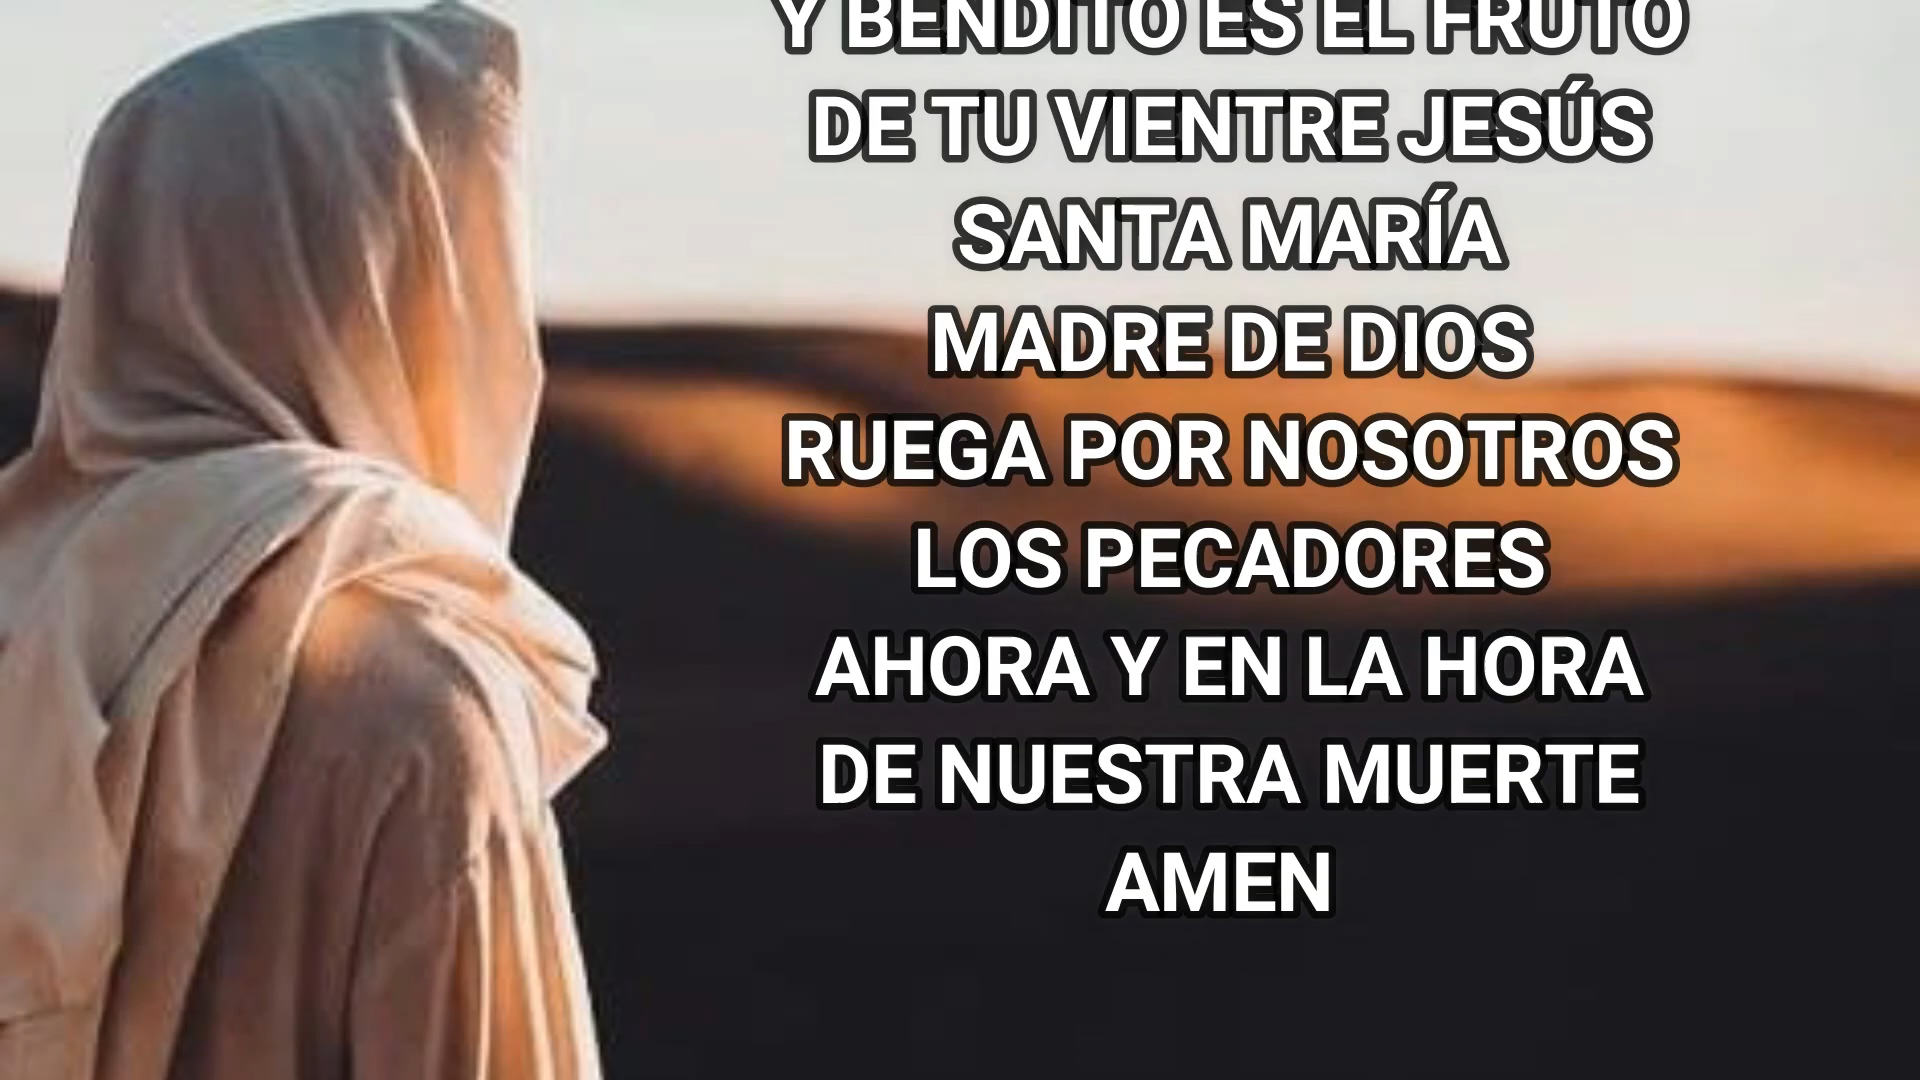 Y BENDITO ES EL FRUTO
DE TU VIENTRE JESÚS
SANTA MARÍA
MADRE DE DIOS
RUEGA POR NOSOTROS
LOS PECADORES
AHORA Y EN LA HORA
DE NUESTRA MUERTE
AMEN